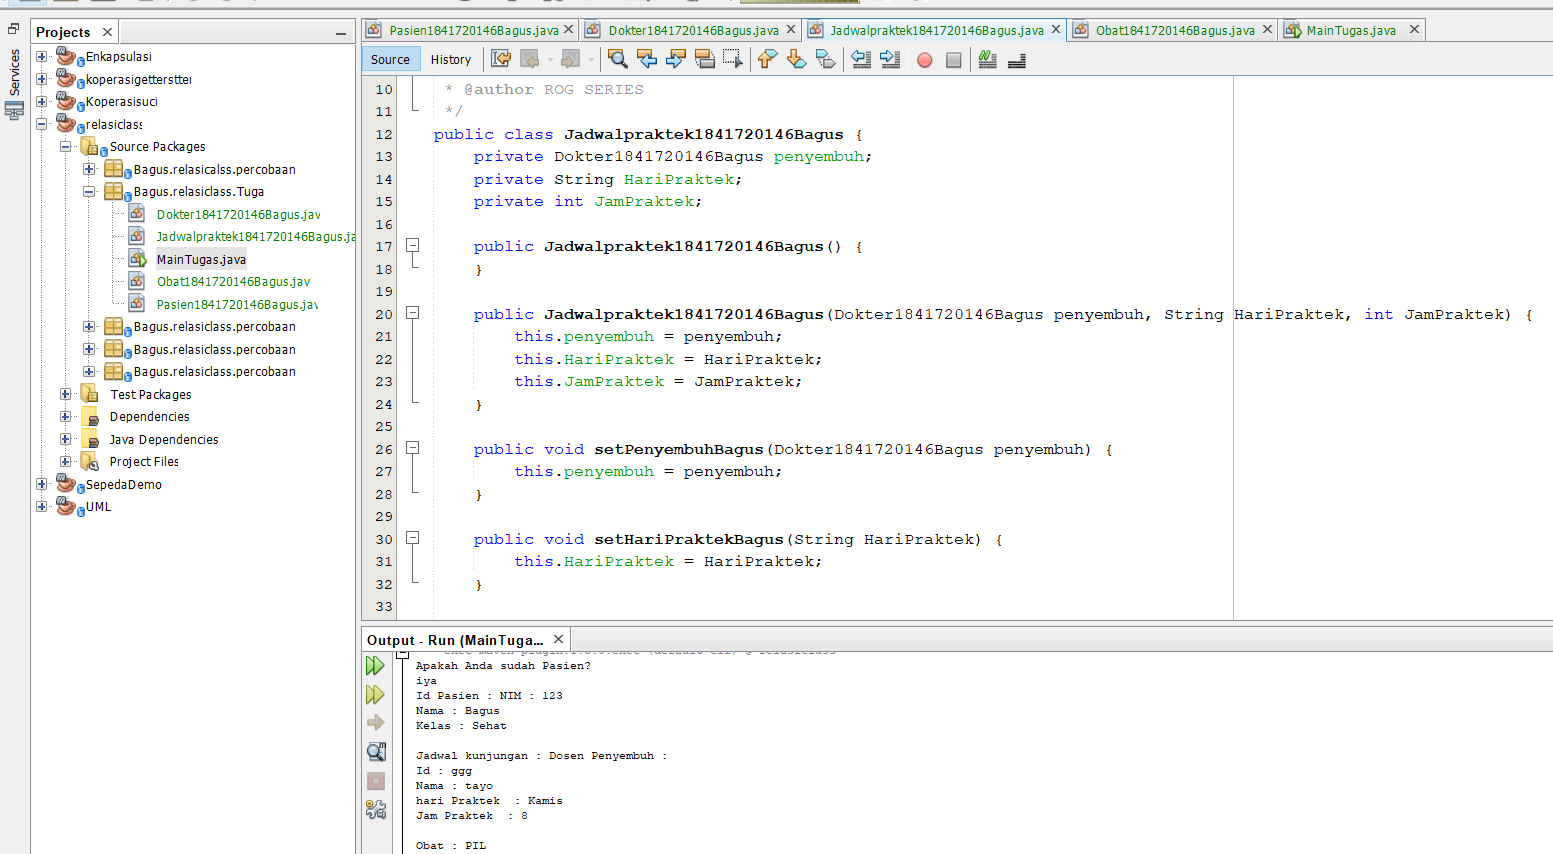 Services
Projects
Enkapsulasi
koperasigetterstter
Koperasisuci
relasiclass
Source Packages
Bagus.relasicalss.percobaan
Bagus.relasiclass.Tuga
Dokter1841720146Bagus.jav
Jadwalpraktek1841720146Bagus.ja
MainTugas.java
Obat1841720146Bagus.jav
Pasien1841720146Bagus.jav
Bagus.relasiclass.percobaan
Bagus.relasiclass.percobaan
Bagus.relasiclass.percobaan
Test Packages
Dependencies
Java Dependencies
Project Files
SepedaDemo
UML
Pasien1841720146Bagus.java Dokter1841720146Bagus.java Jadwalpraktek1841720146Bagus.java Obat1841720146Bagus.java MainTugas.java
Source History
10 * @author ROG SERIES
11 */
12 public class Jadwalpraktek1841720146Bagus {
13 private Dokter1841720146Bagus penyembuh;
14 private String HariPraktek;
15 private int JamPraktek;
16
17 public Jadwalpraktek1841720146Bagus() {
18 }
19
20 public Jadwalpraktek1841720146Bagus(Dokter1841720146Bagus penyembuh, String HariPraktek, int JamPraktek) {
21 this.penyembuh = penyembuh;
22 this.HariPraktek = HariPraktek;
23 this.JamPraktek = JamPraktek;
24 }
25
26 public void setPenyembuhBagus(Dokter1841720146Bagus penyembuh) {
27 this.penyembuh = penyembuh;
28 }
29
30 public void setHariPraktekBagus(String HariPraktek) {
31 this.HariPraktek = HariPraktek;
32 }
33
Output - Run (MainTuga...
Apakah Anda sudah Pasien?
iya
Id Pasien : NIM : 123
Nama : Bagus
Kelas : Sehat
Jadwal kunjungan : Dosen Penyembuh :
Id : ggg
Nama : tayo
hari Praktek : Kamis
Jam Praktek : 8
Obat : PIL